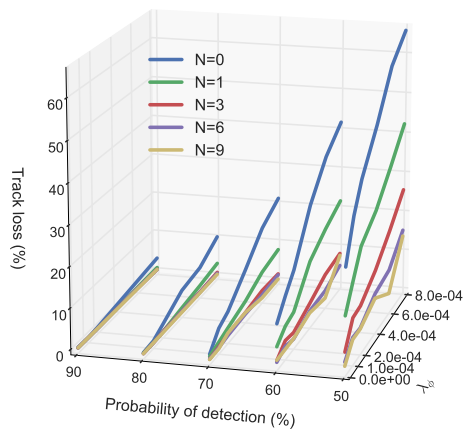 N=0
N=1
N=3
N=6
N=9
Track loss (%)
60
50
40
30
20
10
0
90
80
70
60
50
Probability of detection (%)
8.0e-04
6.0e-04
4.0e-04
2.0e-04
1.0e-04
0.0e+00